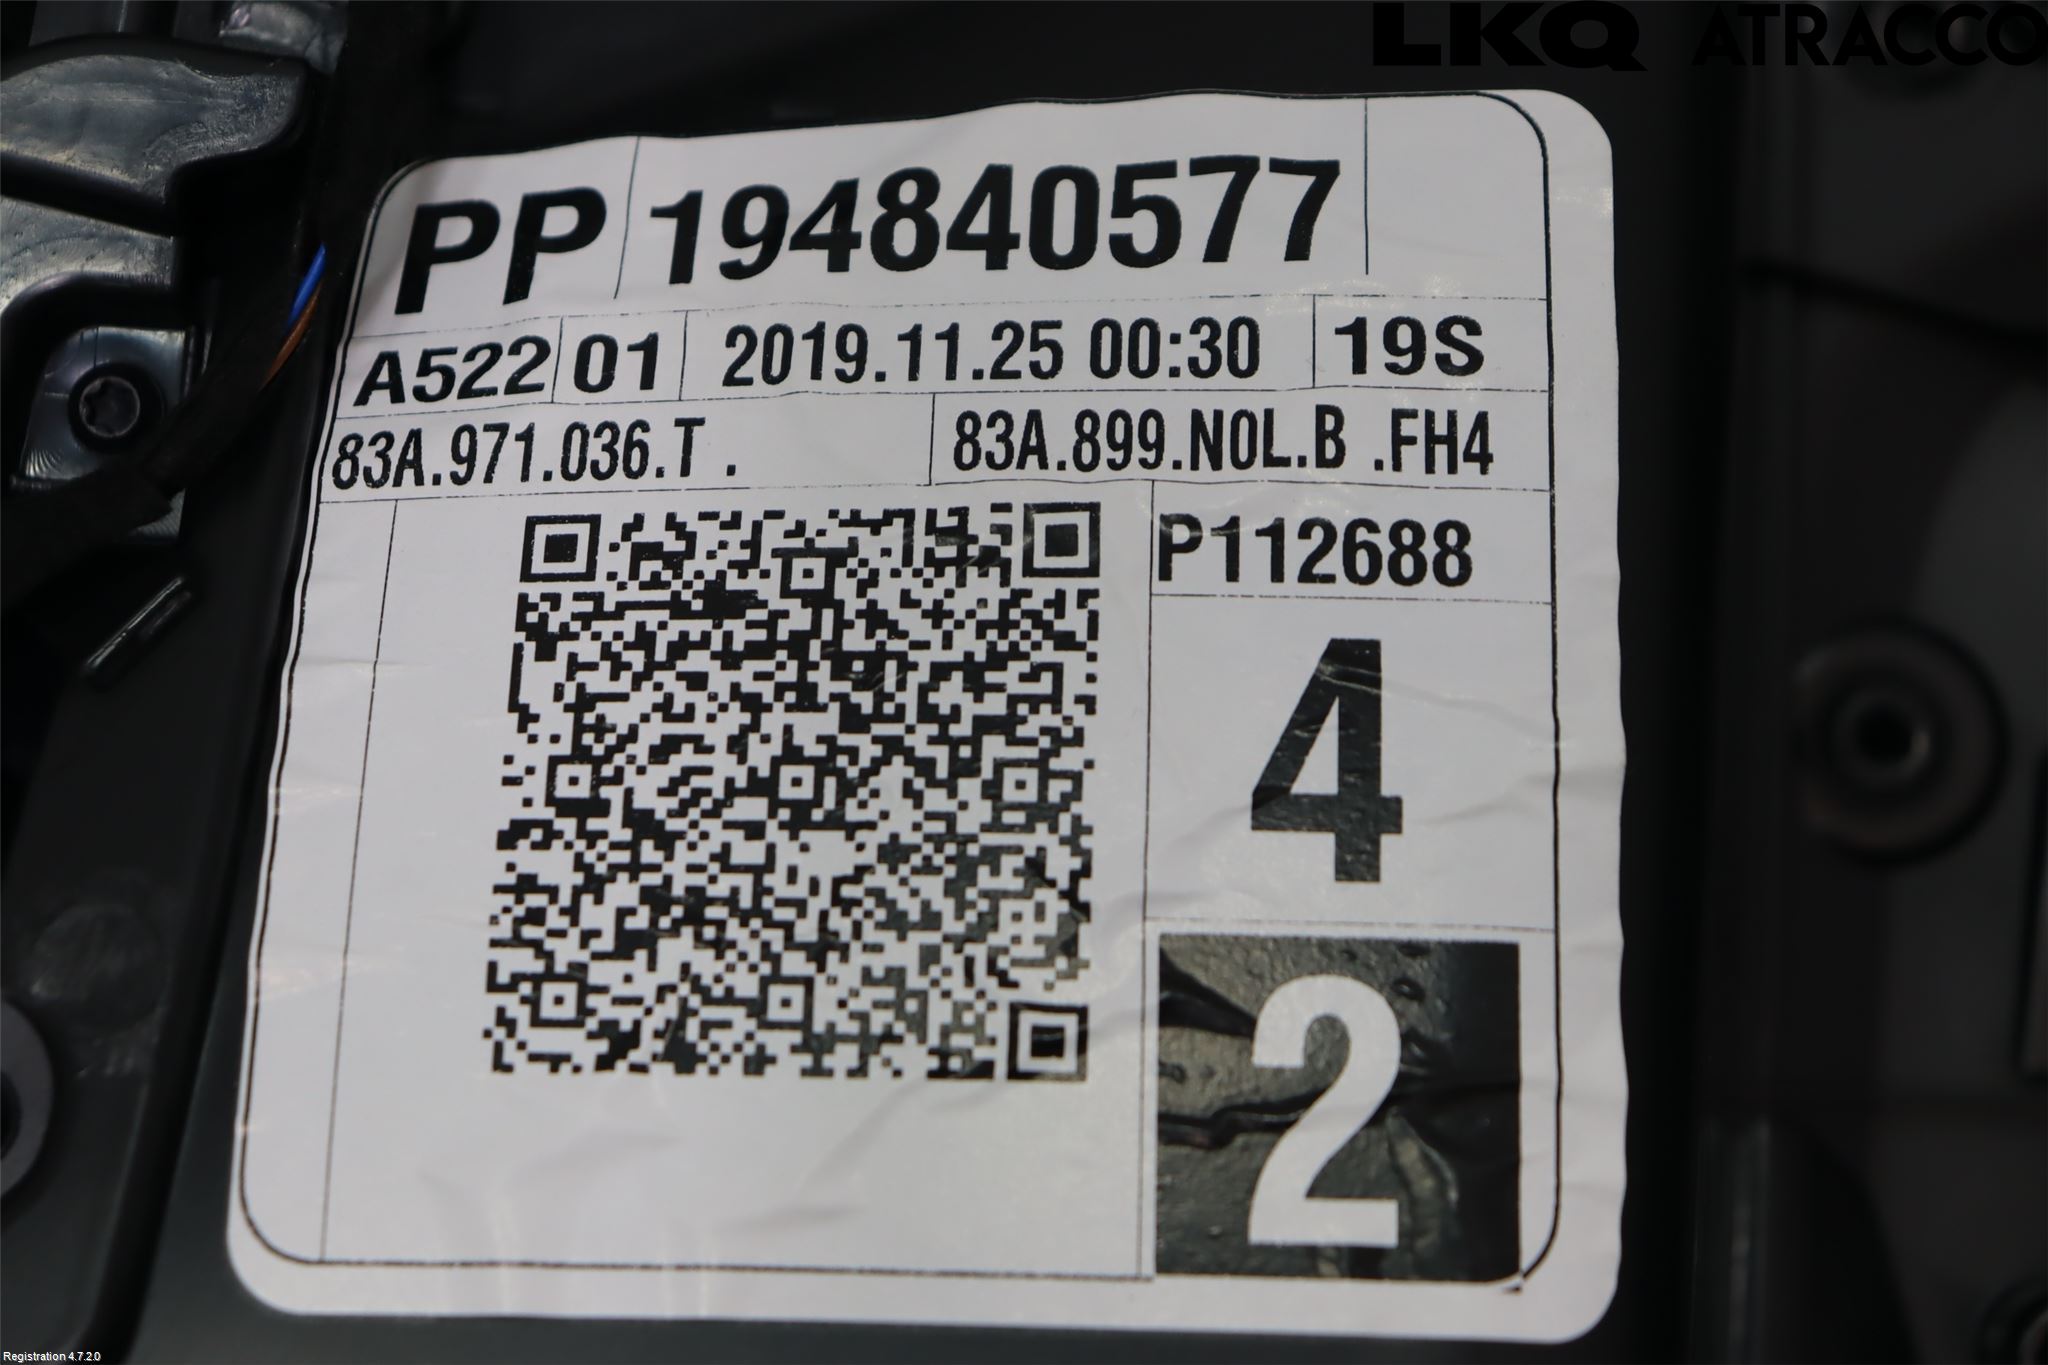 LKQ ATRACCO
PP 194840577
A522 01 2019.11.25 00:30 19S
83A.971.036.T . 83A.899.N0L.B .FH4
P112688
4
2
Registration 4.7.2.0